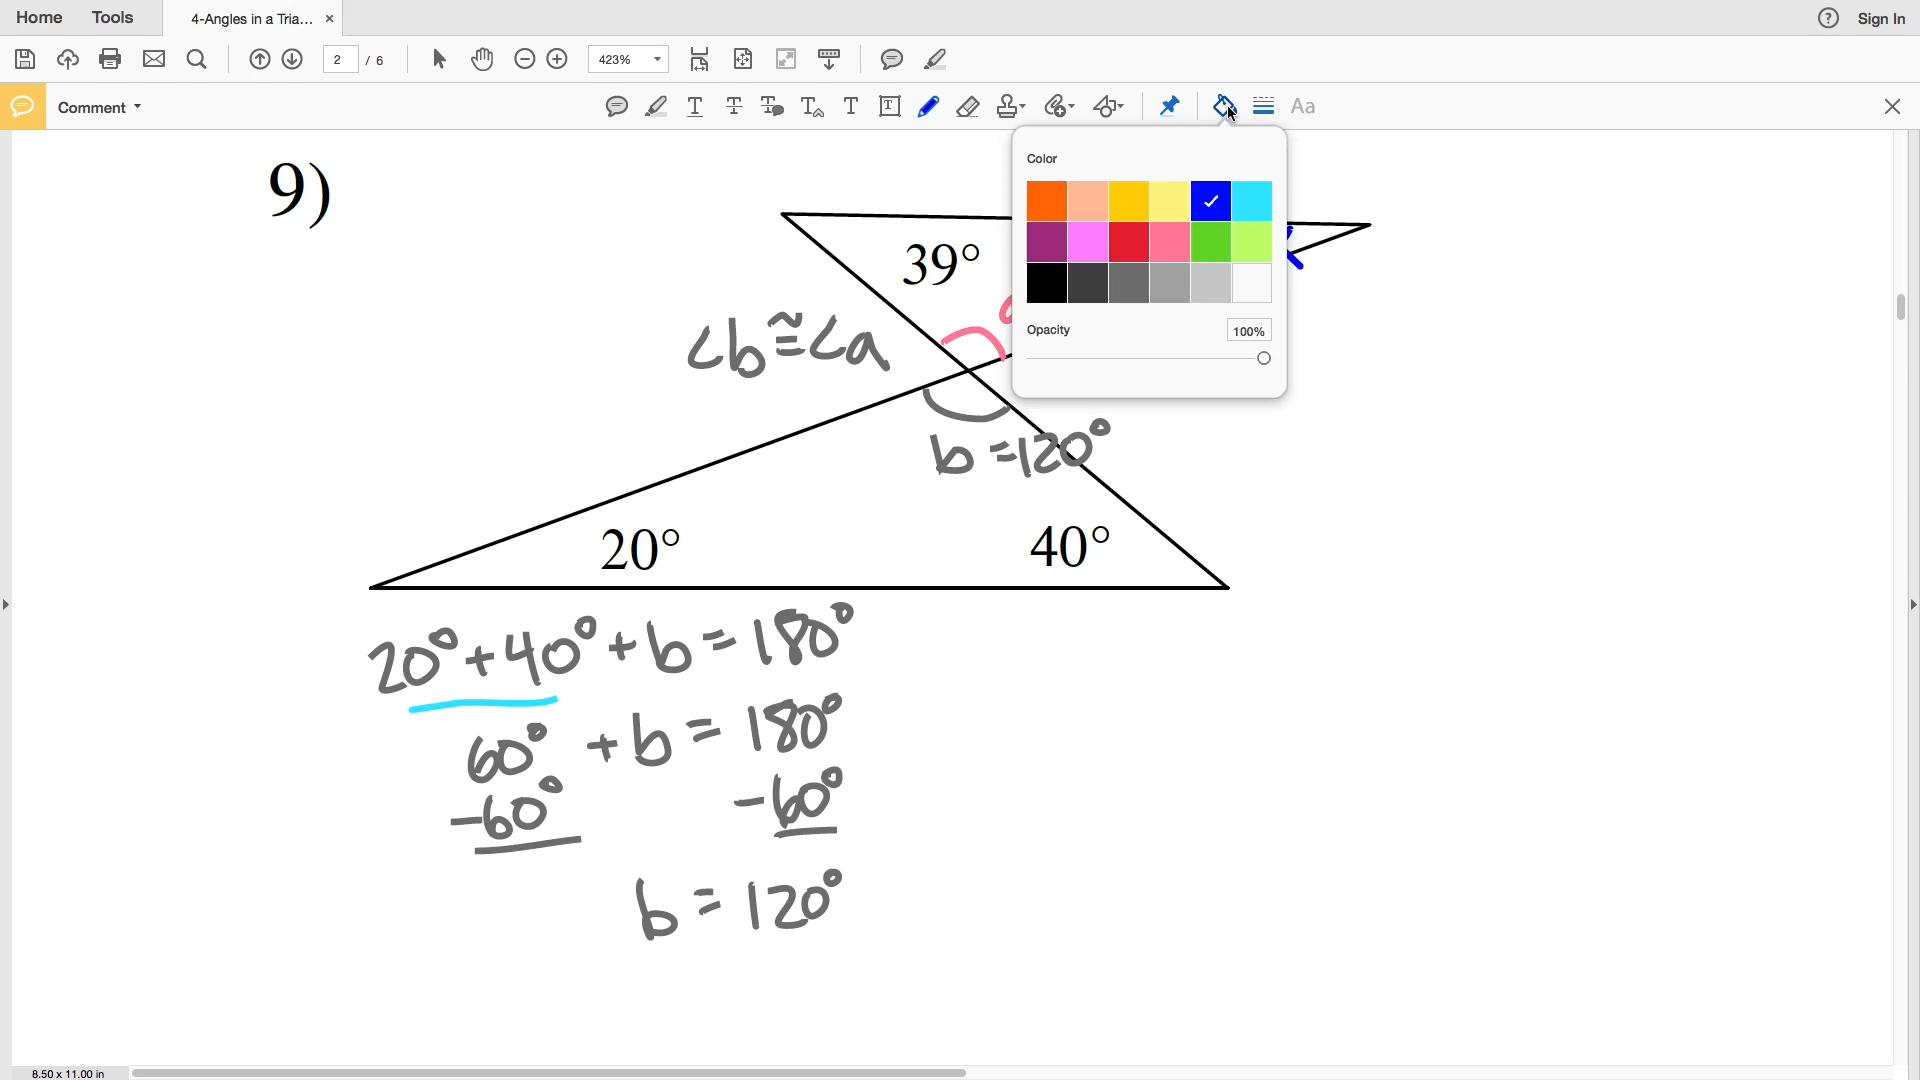 Home Tools 4-Angles in a Tria... × ? Sign In
2 / 6 423%
Comment T T T T T T Aa
9)
Color
39°
Opacity 100%
<b≅<a
b=120°
20° 40°
20°+40°+b=180°
60° +b=180°
-60° -60°
b=120°
8.50 x 11.00 in